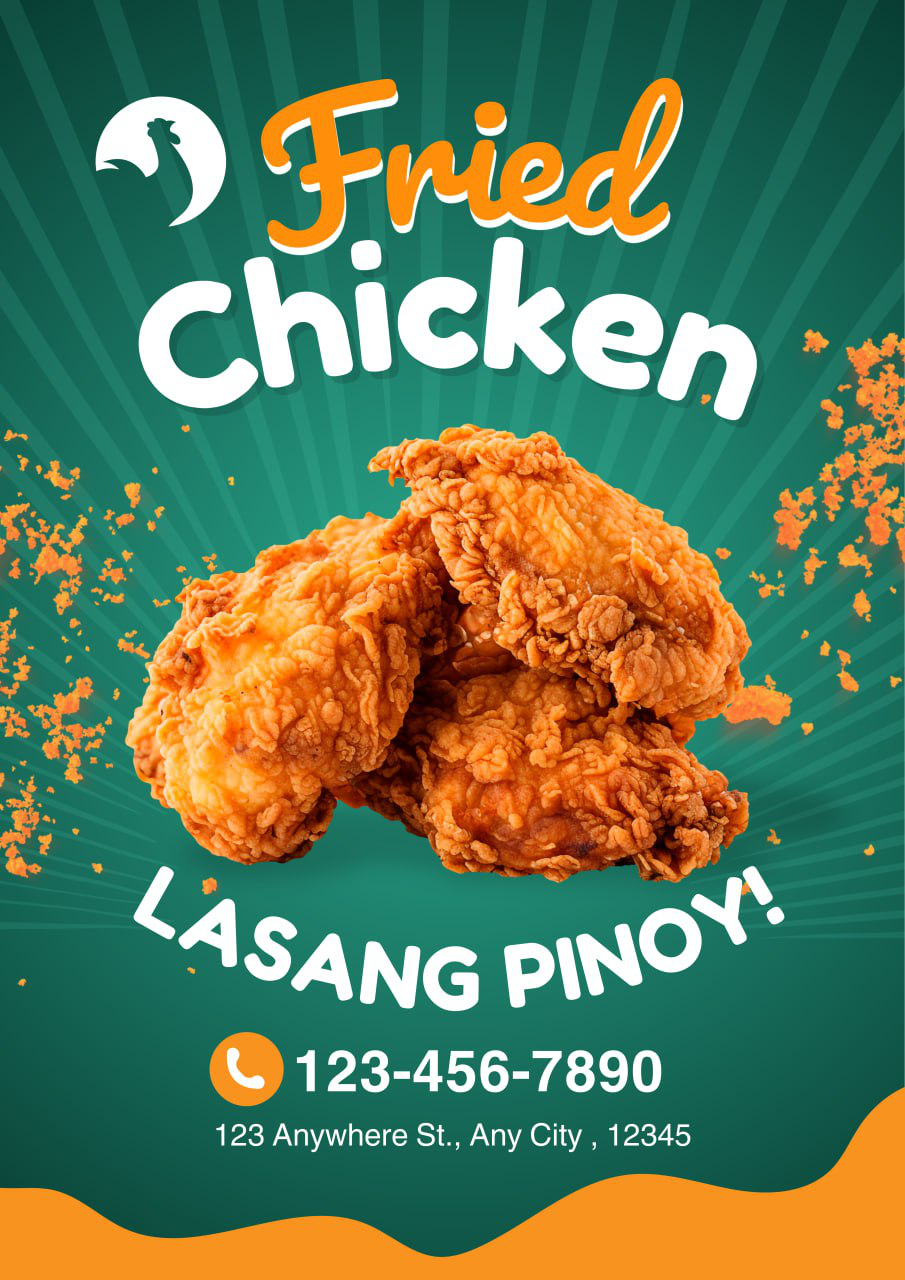 Fried
Chicken
LASANG PINOY!
123-456-7890
123 Anywhere St., Any City , 12345